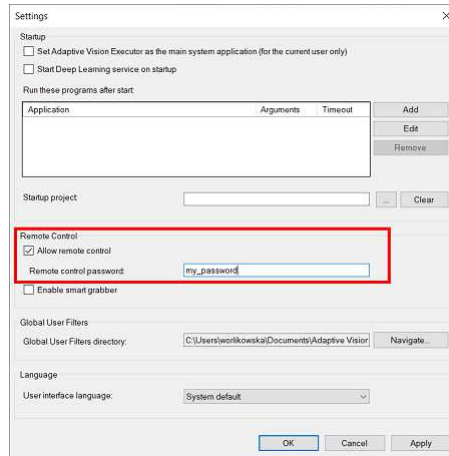 Settings
Startup
Set Adaptive Vision Executor as the main system application (for the current user only)
Start Deep Learning service on startup
Run these programs after start:
Application Arguments Timeout Add
Edit
Remove
Startup project: ... Clear
Remote Control
Allow remote control
Remote control password: my_password
Enable smart grabber
Global User Filters
Global User Filters directory: C:\Users\worlikowska\Documents\Adaptive Vision Navigate..
Language
User interface language: System default
OK Cancel Apply